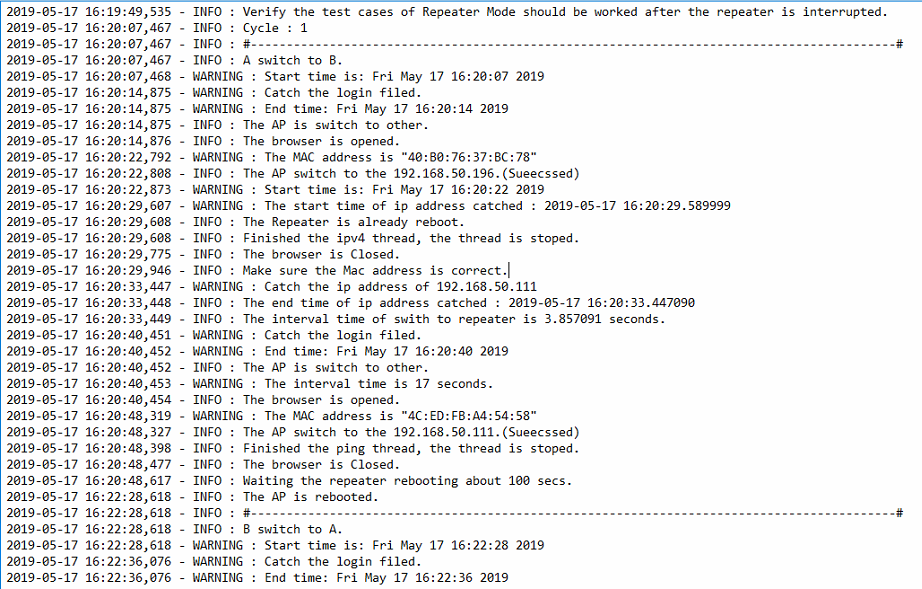 2019-05-17 16:19:49,535 - INFO : Verify the test cases of Repeater Mode should be worked after the repeater is interrupted.
2019-05-17 16:20:07,467 - INFO : Cycle : 1
2019-05-17 16:20:07,467 - INFO : #----------------------------------------------------------------------------------------#
2019-05-17 16:20:07,467 - INFO : A switch to B.
2019-05-17 16:20:07,468 - WARNING : Start time is: Fri May 17 16:20:07 2019
2019-05-17 16:20:14,875 - WARNING : Catch the login filed.
2019-05-17 16:20:14,875 - WARNING : End time: Fri May 17 16:20:14 2019
2019-05-17 16:20:14,875 - INFO : The AP is switch to other.
2019-05-17 16:20:14,876 - INFO : The browser is opened.
2019-05-17 16:20:22,792 - WARNING : The MAC address is "40:B0:76:37:BC:78"
2019-05-17 16:20:22,808 - INFO : The AP switch to the 192.168.50.196.(Sueecssed)
2019-05-17 16:20:22,873 - WARNING : Start time is: Fri May 17 16:20:22 2019
2019-05-17 16:20:29,607 - WARNING : The start time of ip address catched : 2019-05-17 16:20:29.589999
2019-05-17 16:20:29,608 - INFO : The Repeater is already reboot.
2019-05-17 16:20:29,608 - INFO : Finished the ipv4 thread, the thread is stoped.
2019-05-17 16:20:29,775 - INFO : The browser is Closed.
2019-05-17 16:20:29,946 - INFO : Make sure the Mac address is correct.
2019-05-17 16:20:33,447 - WARNING : Catch the ip address of 192.168.50.111
2019-05-17 16:20:33,448 - INFO : The end time of ip address catched : 2019-05-17 16:20:33.447090
2019-05-17 16:20:33,449 - INFO : The interval time of swith to repeater is 3.857091 seconds.
2019-05-17 16:20:40,451 - WARNING : Catch the login filed.
2019-05-17 16:20:40,452 - WARNING : End time: Fri May 17 16:20:40 2019
2019-05-17 16:20:40,452 - INFO : The AP is switch to other.
2019-05-17 16:20:40,453 - WARNING : The interval time is 17 seconds.
2019-05-17 16:20:40,454 - INFO : The browser is opened.
2019-05-17 16:20:48,319 - WARNING : The MAC address is "4C:ED:FB:A4:54:58"
2019-05-17 16:20:48,327 - INFO : The AP switch to the 192.168.50.111.(Sueecssed)
2019-05-17 16:20:48,398 - INFO : Finished the ping thread, the thread is stoped.
2019-05-17 16:20:48,477 - INFO : The browser is Closed.
2019-05-17 16:20:48,617 - INFO : Waiting the repeater rebooting about 100 secs.
2019-05-17 16:22:28,618 - INFO : The AP is rebooted.
2019-05-17 16:22:28,618 - INFO : #----------------------------------------------------------------------------------------#
2019-05-17 16:22:28,618 - INFO : B switch to A.
2019-05-17 16:22:28,618 - WARNING : Start time is: Fri May 17 16:22:28 2019
2019-05-17 16:22:36,076 - WARNING : Catch the login filed.
2019-05-17 16:22:36,076 - WARNING : End time: Fri May 17 16:22:36 2019